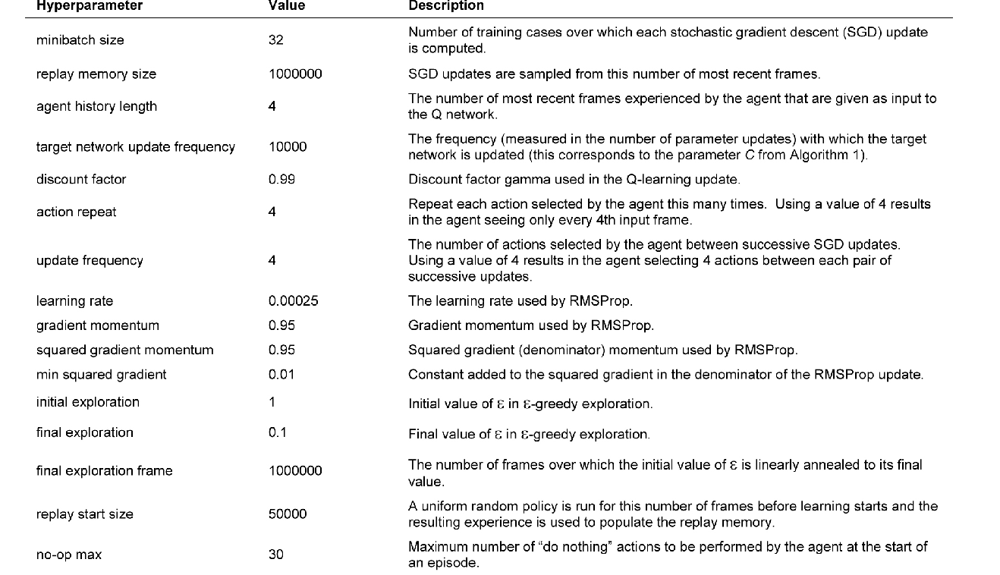 Hyperparameter Value Description
minibatch size 32 Number of training cases over which each stochastic gradient descent (SGD) update
is computed.
replay memory size 1000000 SGD updates are sampled from this number of most recent frames.
agent history length 4 The number of most recent frames experienced by the agent that are given as input to
the Q network.
target network update frequency 10000 The frequency (measured in the number of parameter updates) with which the target
network is updated (this corresponds to the parameter C from Algorithm 1).
discount factor 0.99 Discount factor gamma used in the Q-learning update.
action repeat 4 Repeat each action selected by the agent this many times. Using a value of 4 results
in the agent seeing only every 4th input frame.
update frequency 4 The number of actions selected by the agent between successive SGD updates.
Using a value of 4 results in the agent selecting 4 actions between each pair of
successive updates.
learning rate 0.00025 The learning rate used by RMSProp.
gradient momentum 0.95 Gradient momentum used by RMSProp.
squared gradient momentum 0.95 Squared gradient (denominator) momentum used by RMSProp.
min squared gradient 0.01 Constant added to the squared gradient in the denominator of the RMSProp update.
initial exploration 1 Initial value of ε in ε-greedy exploration.
final exploration 0.1 Final value of ε in ε-greedy exploration.
final exploration frame 1000000 The number of frames over which the initial value of ε is linearly annealed to its final
value.
replay start size 50000 A uniform random policy is run for this number of frames before learning starts and the
resulting experience is used to populate the replay memory.
no-op max 30 Maximum number of “do nothing” actions to be performed by the agent at the start of
an episode.